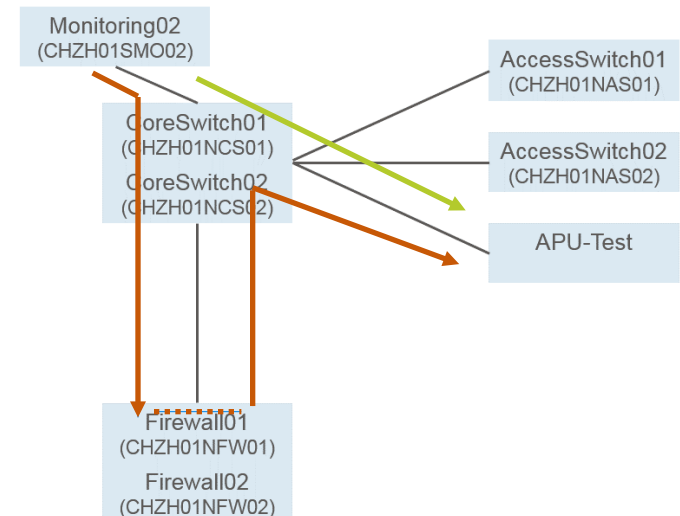 Monitoring02
(CHZH01SMO02)
CoreSwitch01
(CHZH01NCS01)
CoreSwitch02
(CHZH01NCS02)
AccessSwitch01
(CHZH01NAS01)
AccessSwitch02
(CHZH01NAS02)
APU-Test
Firewall01
(CHZH01NFW01)
Firewall02
(CHZH01NFW02)